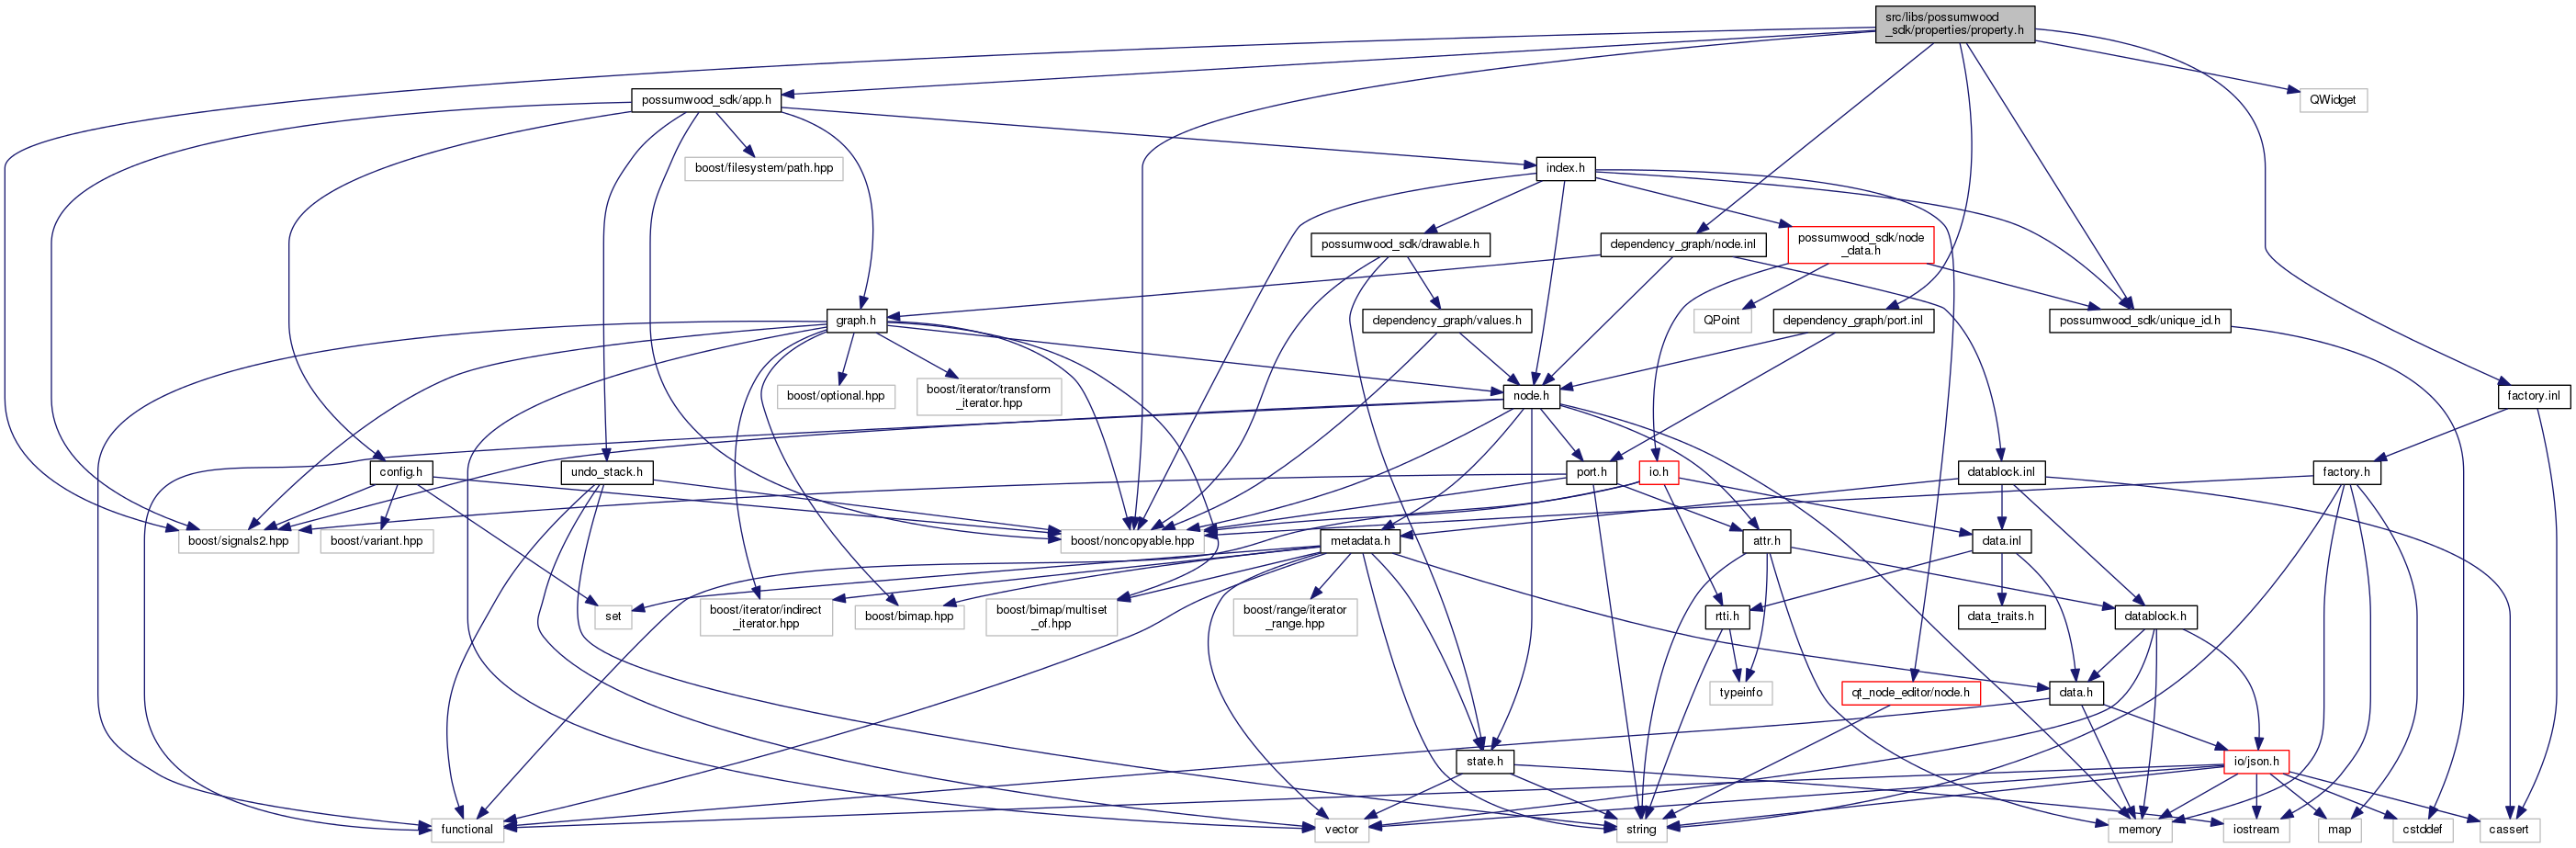 src/libs/possumwood
_sdk/properties/property.h
possumwood_sdk/app.h
QWidget
boost/filesystem/path.hpp
index.h
possumwood_sdk/drawable.h
dependency_graph/node.inl
possumwood_sdk/node
_data.h
graph.h
dependency_graph/values.h
QPoint
dependency_graph/port.inl
possumwood_sdk/unique_id.h
boost/optional.hpp
boost/iterator/transform
_iterator.hpp
node.h
factory.inl
config.h
undo_stack.h
port.h
io.h
datablock.inl
factory.h
boost/signals2.hpp
boost/variant.hpp
boost/noncopyable.hpp
metadata.h
attr.h
data.inl
set
boost/iterator/indirect
_iterator.hpp
boost/bimap.hpp
boost/bimap/multiset
_of.hpp
boost/range/iterator
_range.hpp
rtti.h
data_traits.h
datablock.h
typeinfo
qt_node_editor/node.h
data.h
state.h
io/json.h
functional
vector
string
memory
iostream
map
cstddef
cassert